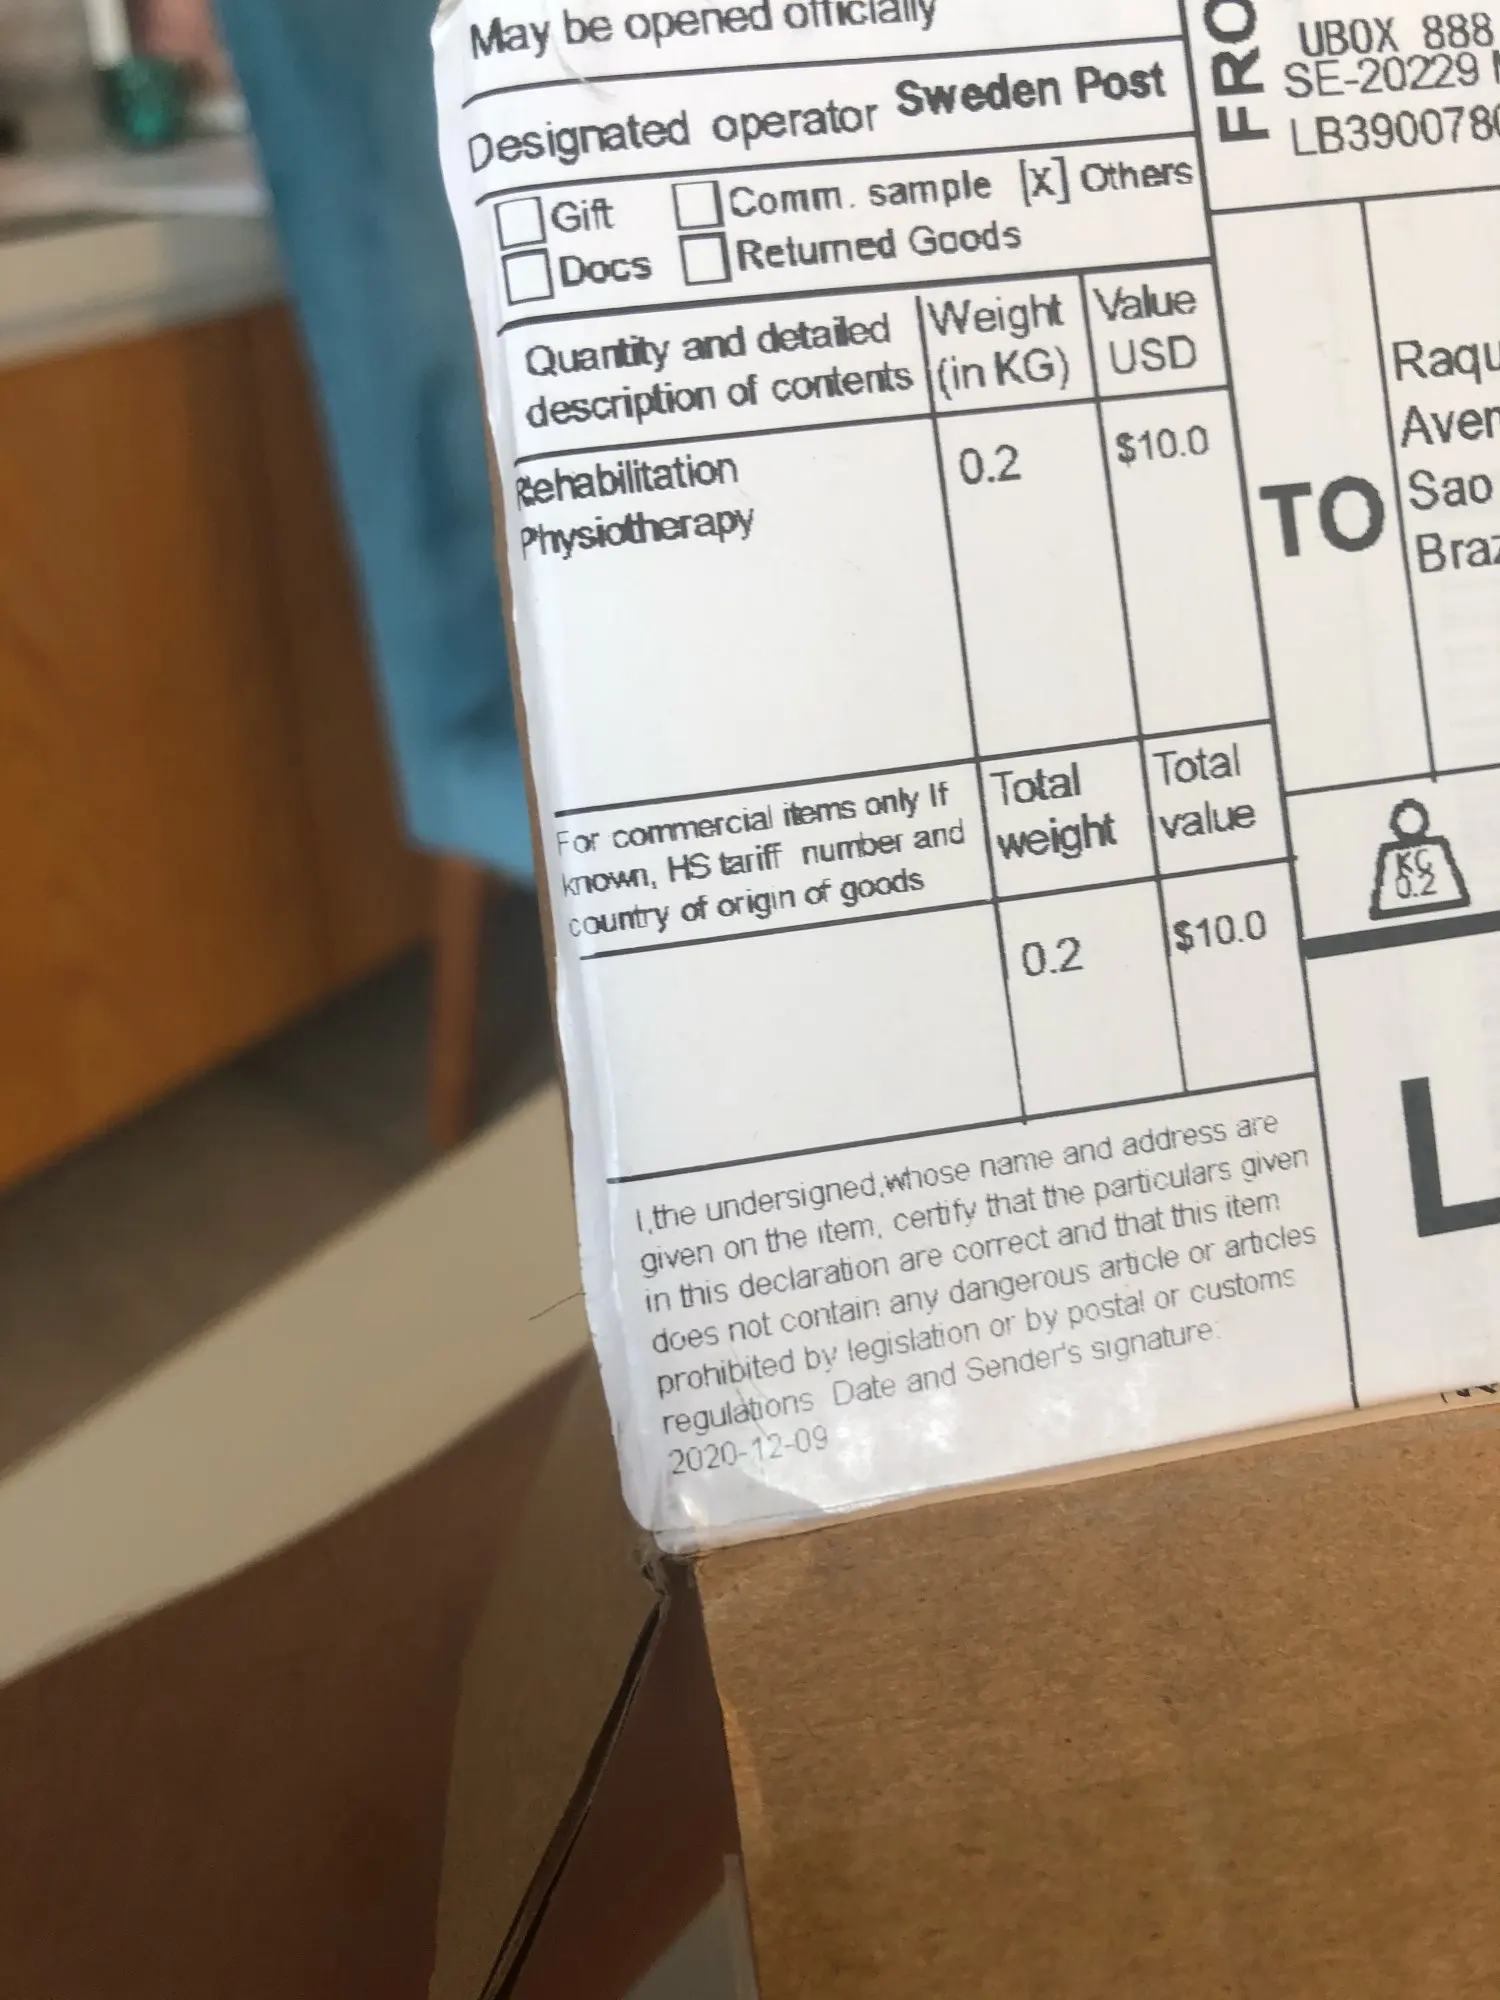 May be opened officially
Designated operator Sweden Post
Gift Comm. sample [X] Others
Docs Returned Goods
Quantity and detailed
description of contents
Weight
(in KG)
Value
USD
Rehabilitation
Physiotherapy
0.2
$10.0
For commercial items only If
known, HS tariff number and
country of origin of goods
Total
weight
Total
value
0.2
$10.0
I,the undersigned,whose name and address are
given on the item, certify that the particulars given
in this declaration are correct and that this item
does not contain any dangerous article or articles
prohibited by legislation or by postal or customs
regulations Date and Sender's signature:
2020-12-09
FRO
UBOX 888
SE-20229
LB3900780
TO
Raqu
Aven
Sao
Braz
KG
0.2
L